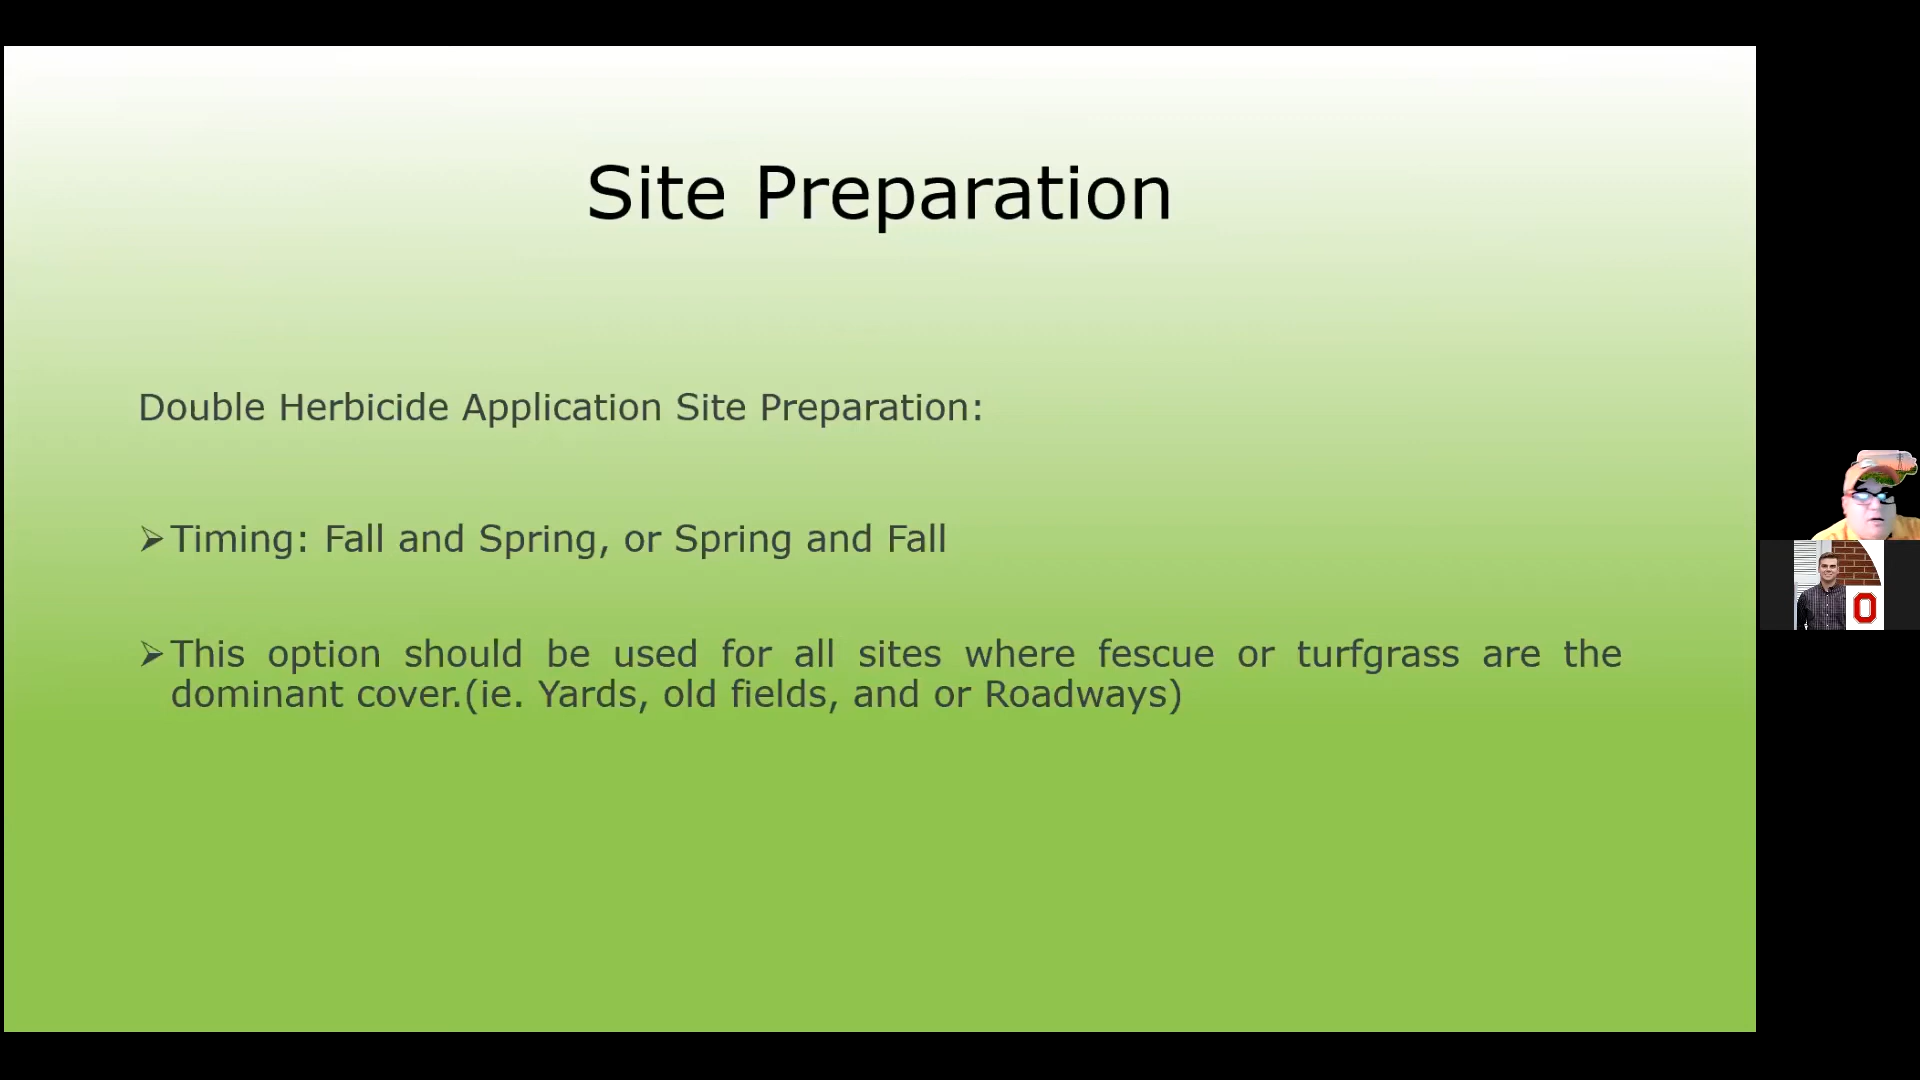 Site Preparation
Double Herbicide Application Site Preparation:
Timing: Fall and Spring, or Spring and Fall
This option should be used for all sites where fescue or turfgrass are the
dominant cover.(ie. Yards, old fields, and or Roadways)
O